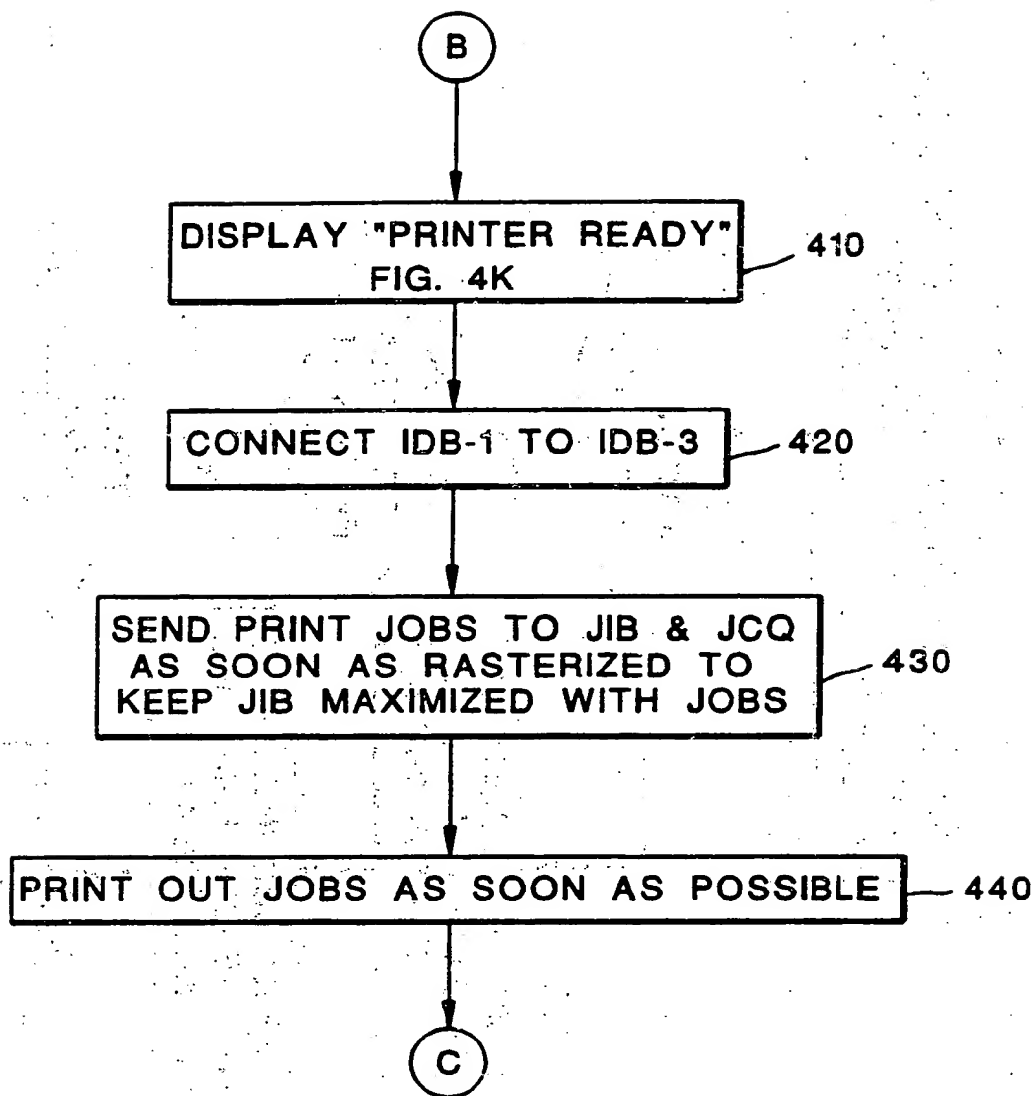 B
DISPLAY "PRINTER READY"
FIG. 4K
410
CONNECT IDB-1 TO IDB-3
420
SEND PRINT JOBS TO JIB & JCQ
AS SOON AS RASTERIZED TO
KEEP JIB MAXIMIZED WITH JOBS
430
PRINT OUT JOBS AS SOON AS POSSIBLE
440
C